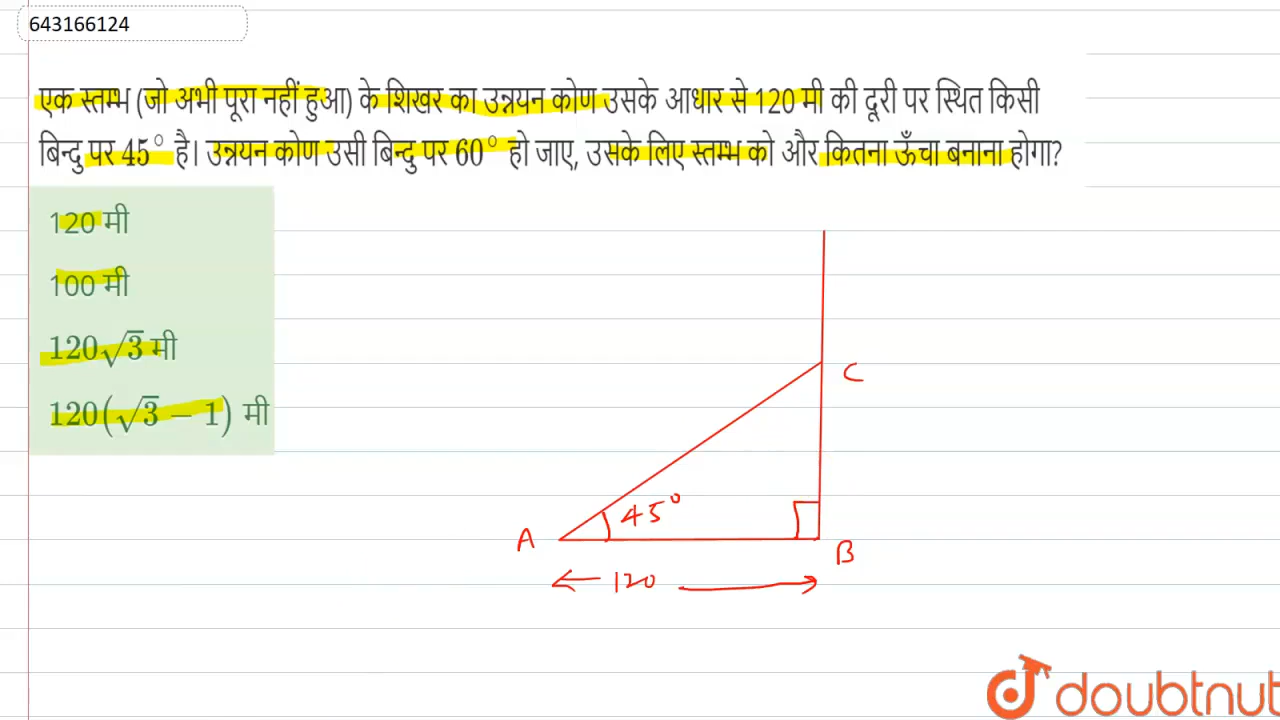 643166124
एक स्तम्भ (जो अभी पूरा नहीं हुआ) के शिखर का उन्नयन कोण उसके आधार से 120 मी की दूरी पर स्थित किसी
बिन्दु पर 45° है। उन्नयन कोण उसी बिन्दु पर 60° हो जाए, उसके लिए स्तम्भ को और कितना ऊँचा बनाना होगा?
120 मी
100 मी
120√3 मी
120(√3 − 1) मी
C
45°
A
B
120
doubtnut